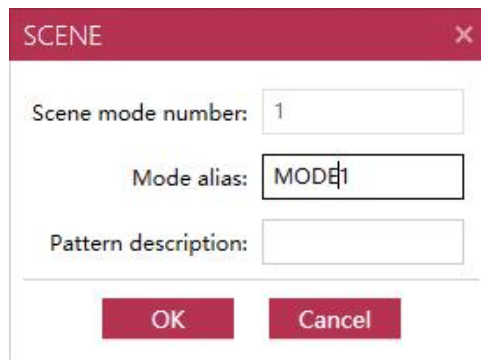 SCENE ×
Scene mode number: 1
Mode alias: MODE1
Pattern description:
OK Cancel